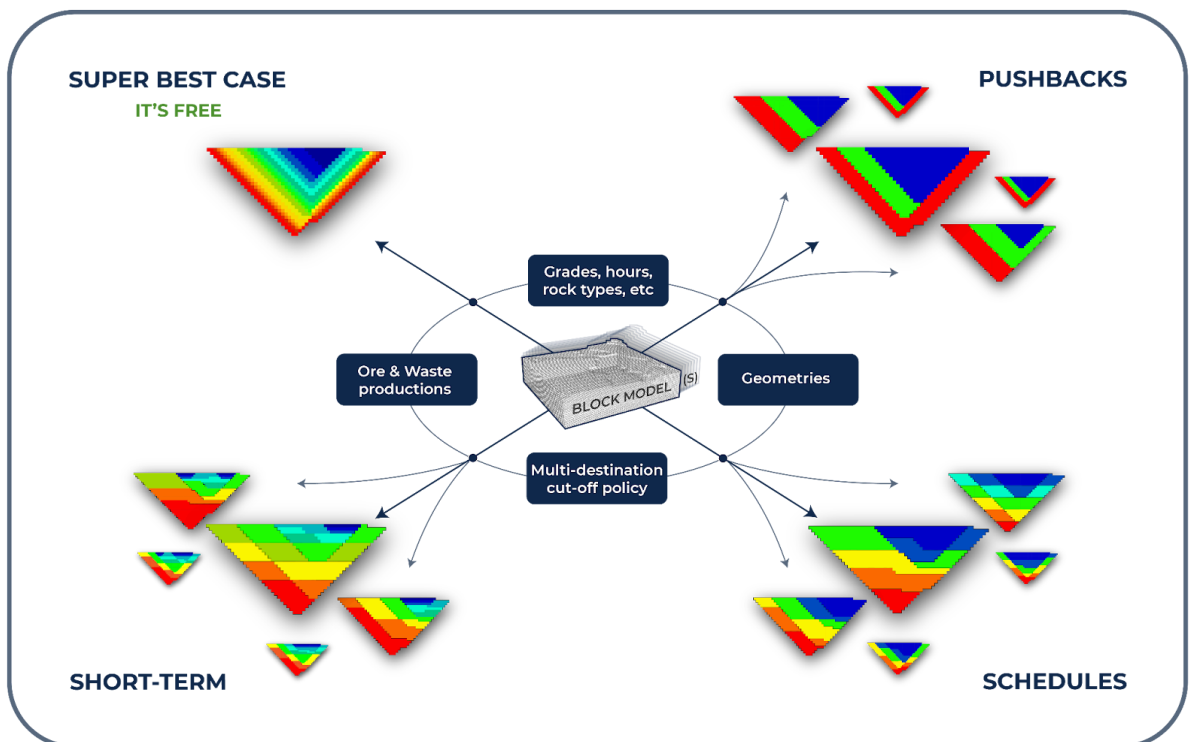 SUPER BEST CASE
IT'S FREE
PUSHBACKS
Grades, hours,
rock types, etc
Ore & Waste
productions
BLOCK MODEL (S)
Geometries
Multi-destination
cut-off policy
SHORT-TERM
SCHEDULES